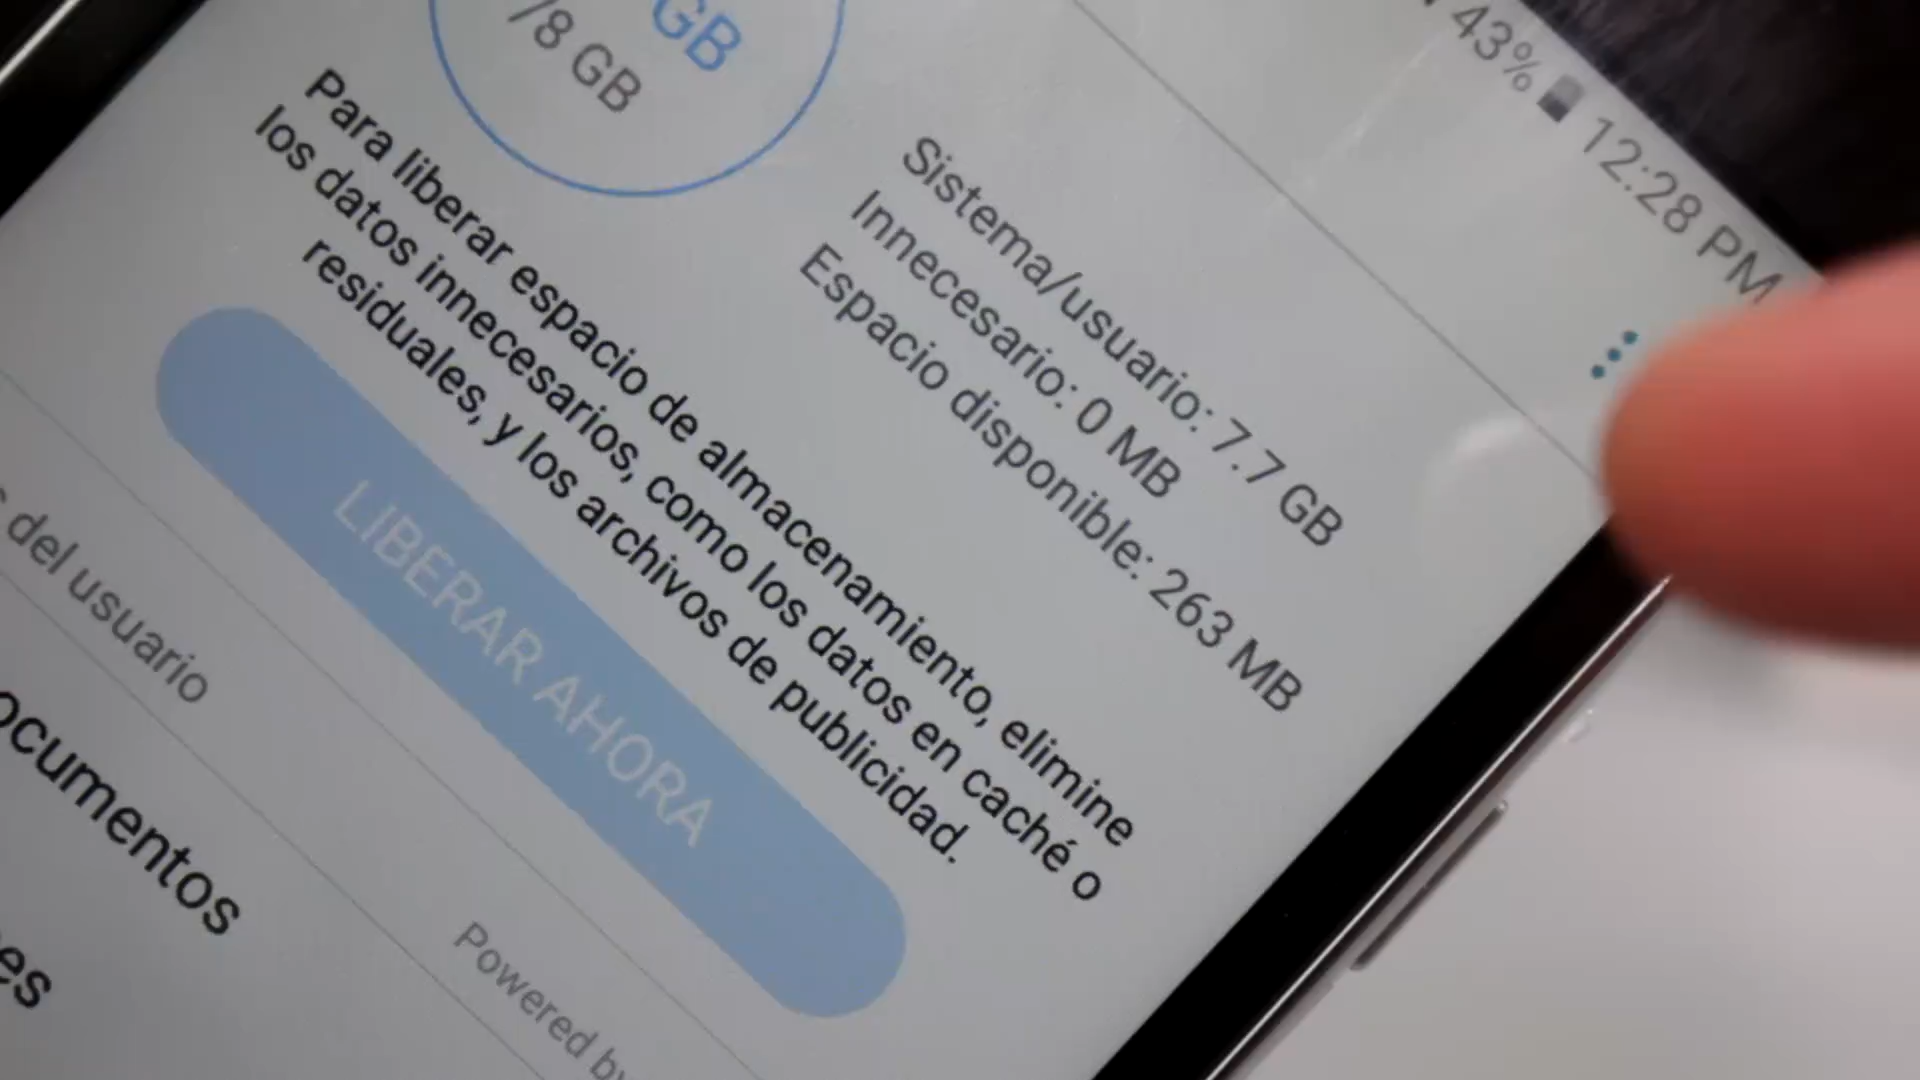 43%
12:28 PM
GB
/8 GB
Sistema/usuario: 7.7 GB
Innecesario: 0 MB
Espacio disponible: 263 MB
Para liberar espacio de almacenamiento, elimine
los datos innecesarios, como los datos en caché o
residuales, y los archivos de publicidad.
LIBERAR AHORA
del usuario
Powered by